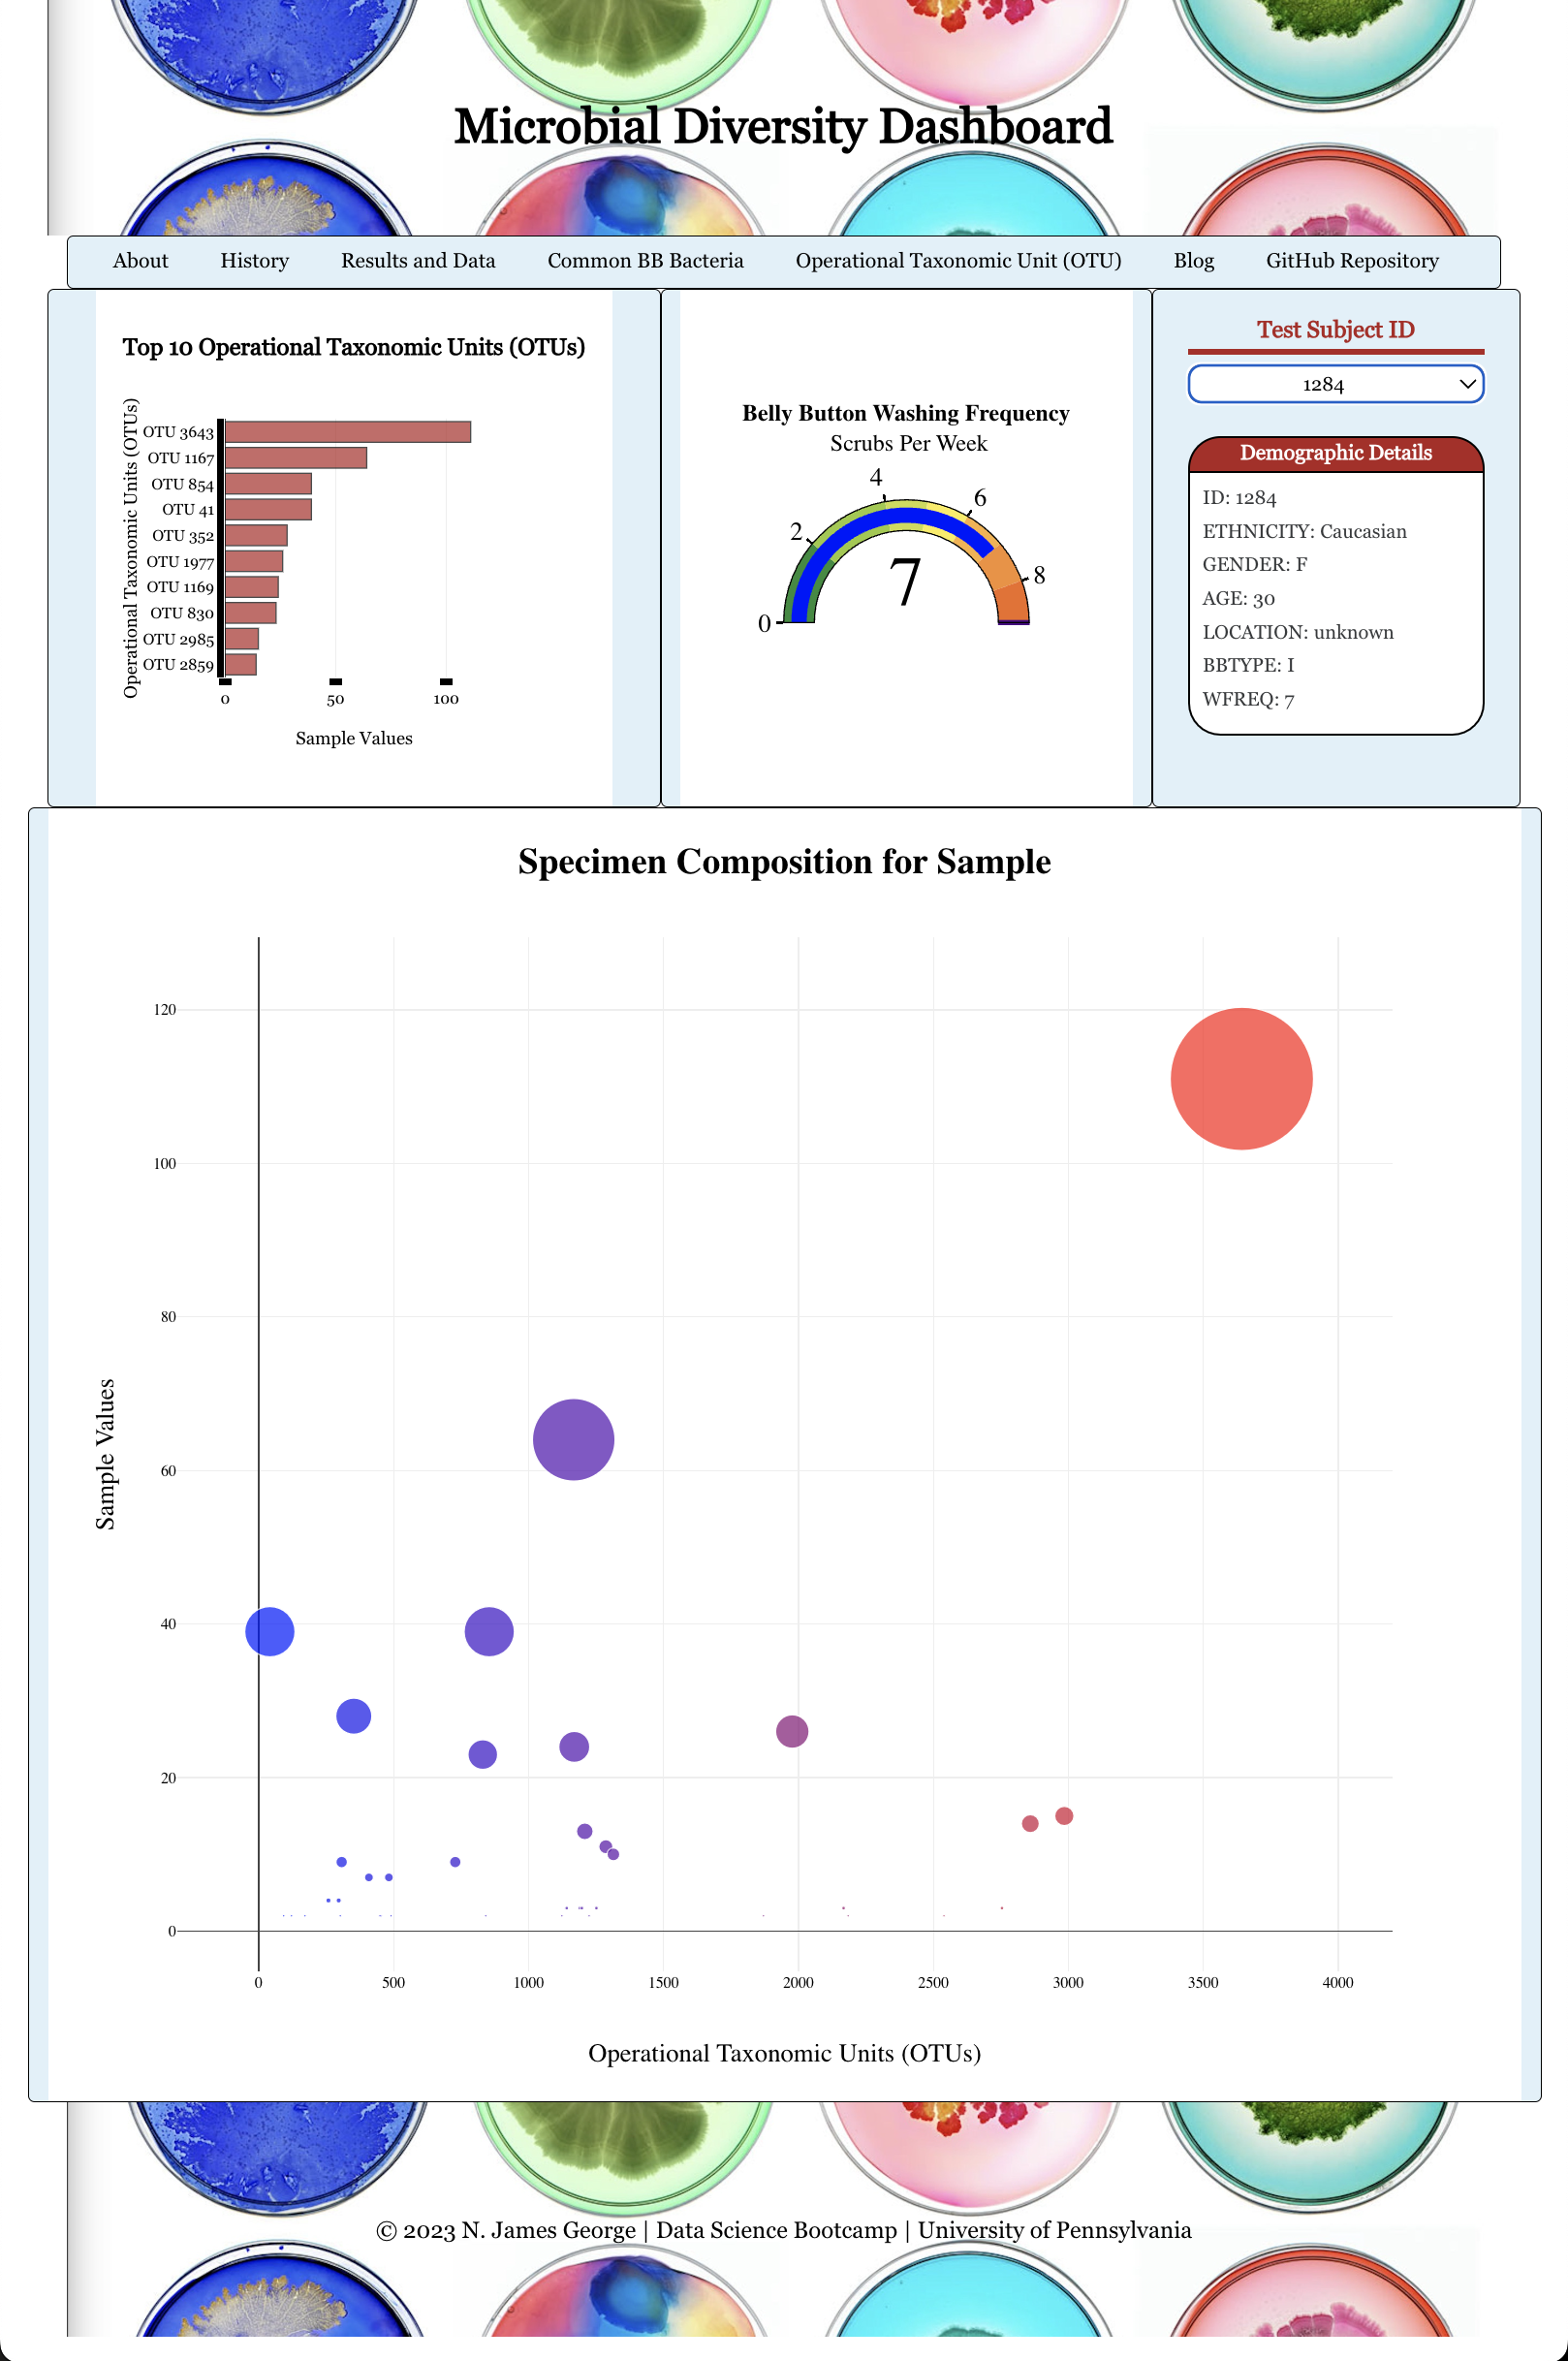 Microbial Diversity Dashboard
About History Results and Data Common BB Bacteria Operational Taxonomic Unit (OTU) Blog GitHub Repository
Top 10 Operational Taxonomic Units (OTUs)
Operational Taxonomic Units (OTUs)
OTU 3643
OTU 1167
OTU 854
OTU 41
OTU 352
OTU 1977
OTU 1169
OTU 830
OTU 2985
OTU 2859
0 50 100
Sample Values
Belly Button Washing Frequency
Scrubs Per Week
0 2 4 6 8
7
Test Subject ID
1284
Demographic Details
ID: 1284
ETHNICITY: Caucasian
GENDER: F
AGE: 30
LOCATION: unknown
BBTYPE: I
WFREQ: 7
Specimen Composition for Sample
Sample Values
120
100
80
60
40
20
0
0 500 1000 1500 2000 2500 3000 3500 4000
Operational Taxonomic Units (OTUs)
© 2023 N. James George | Data Science Bootcamp | University of Pennsylvania